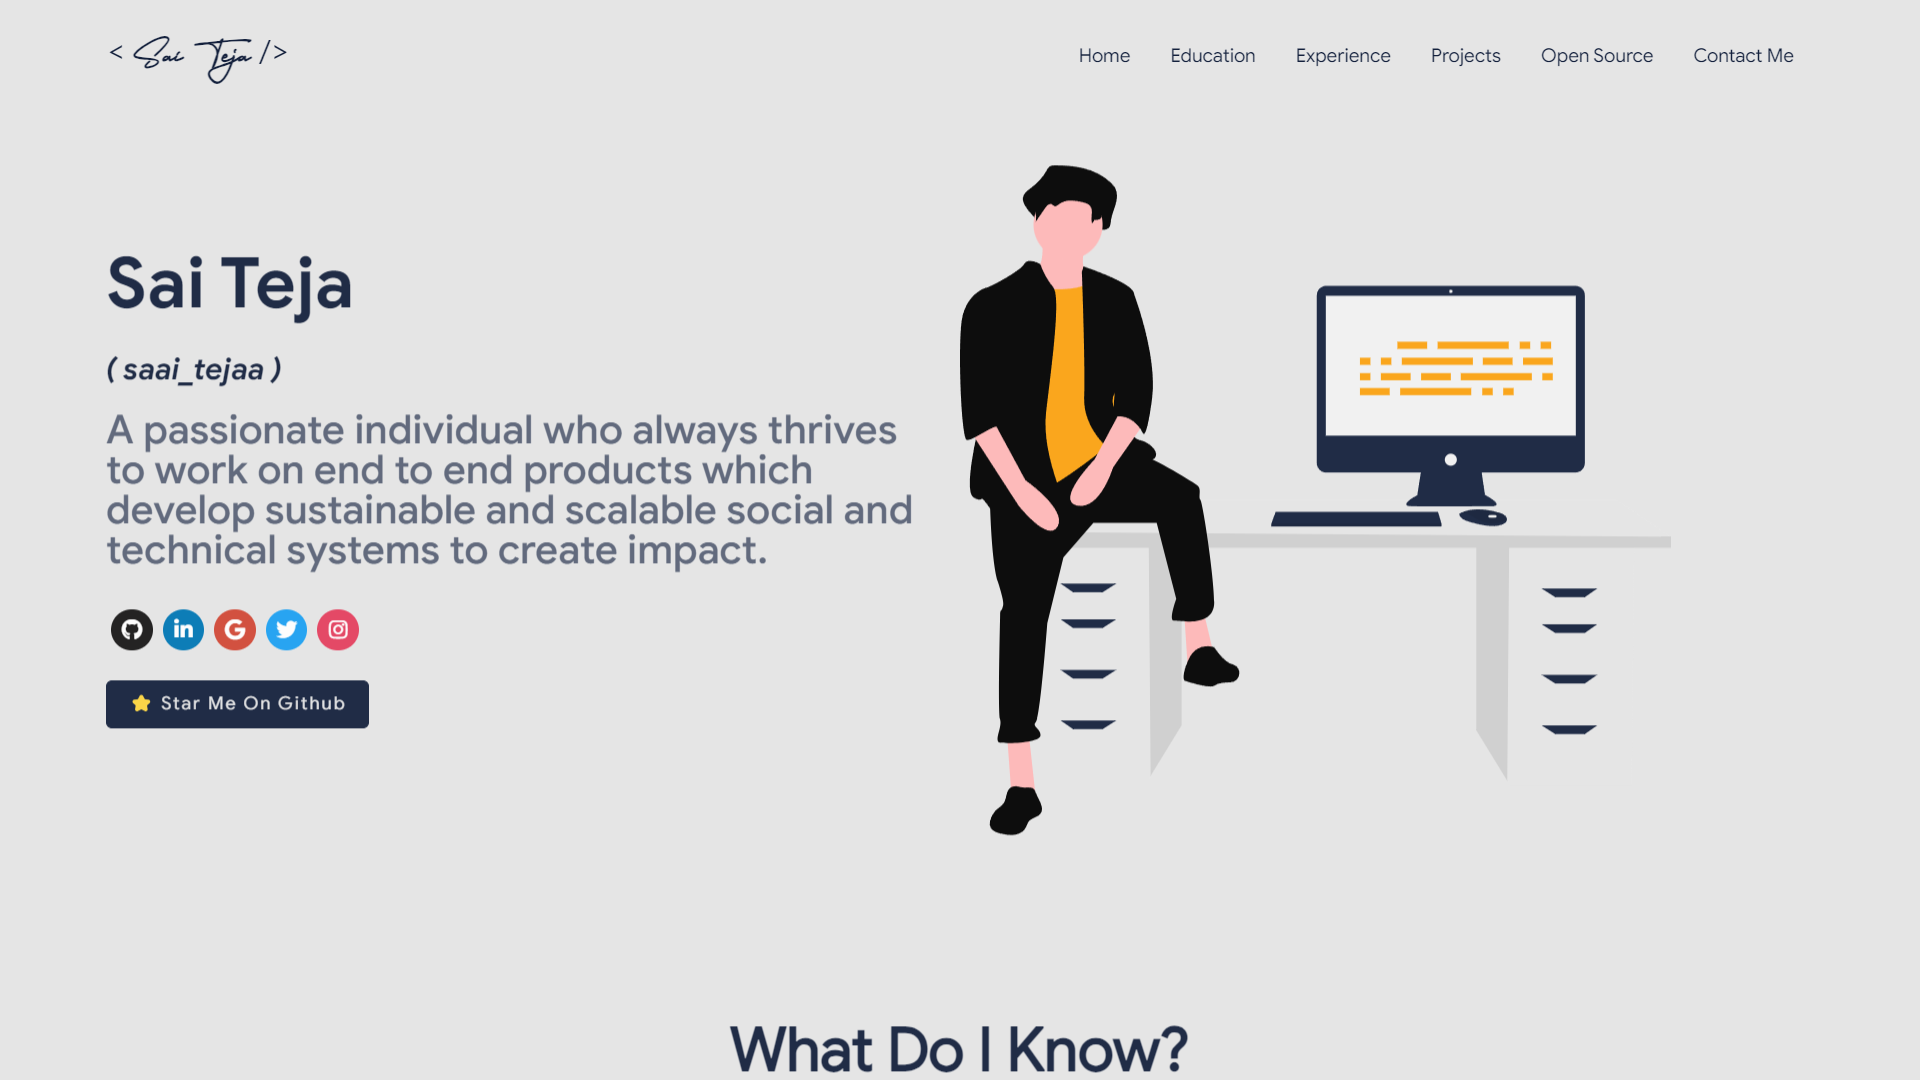 < Sai Teja />
Home Education Experience Projects Open Source Contact Me
Sai Teja
( saai_tejaa )
A passionate individual who always thrives
to work on end to end products which
develop sustainable and scalable social and
technical systems to create impact.
in G
Star Me On Github
What Do I Know?